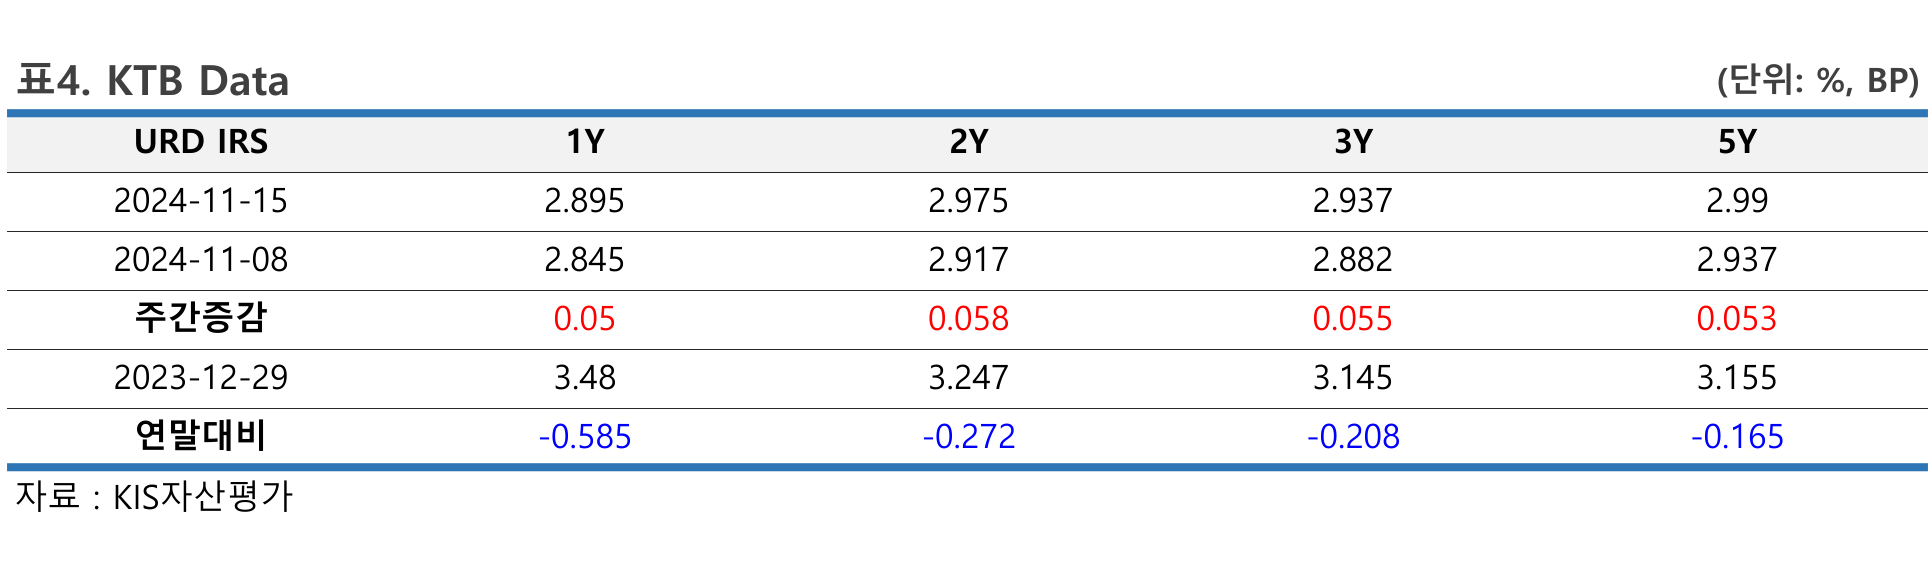 표4. KTB Data (단위: %, BP)
URD IRS 1Y 2Y 3Y 5Y
2024-11-15 2.895 2.975 2.937 2.99
2024-11-08 2.845 2.917 2.882 2.937
주간증감 0.05 0.058 0.055 0.053
2023-12-29 3.48 3.247 3.145 3.155
연말대비 -0.585 -0.272 -0.208 -0.165
자료 : KIS자산평가